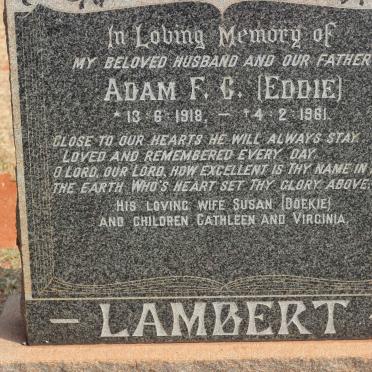 In Loving Memory of
MY BELOVED HUSBAND AND OUR FATHER
ADAM F. C. (EDDIE)
* 13·6·1918, — † 4·2·1981.
CLOSE TO OUR HEARTS HE WILL ALWAYS STAY
LOVED AND REMEMBERED EVERY DAY.
O LORD, OUR LORD, HOW EXCELLENT IS THY NAME IN
THE EARTH WHO'S HEART SET THY GLORY ABOVE
HIS LOVING WIFE SUSAN (DOEKIE)
AND CHILDREN CATHLEEN AND VIRGINIA.
– LAMBERT –